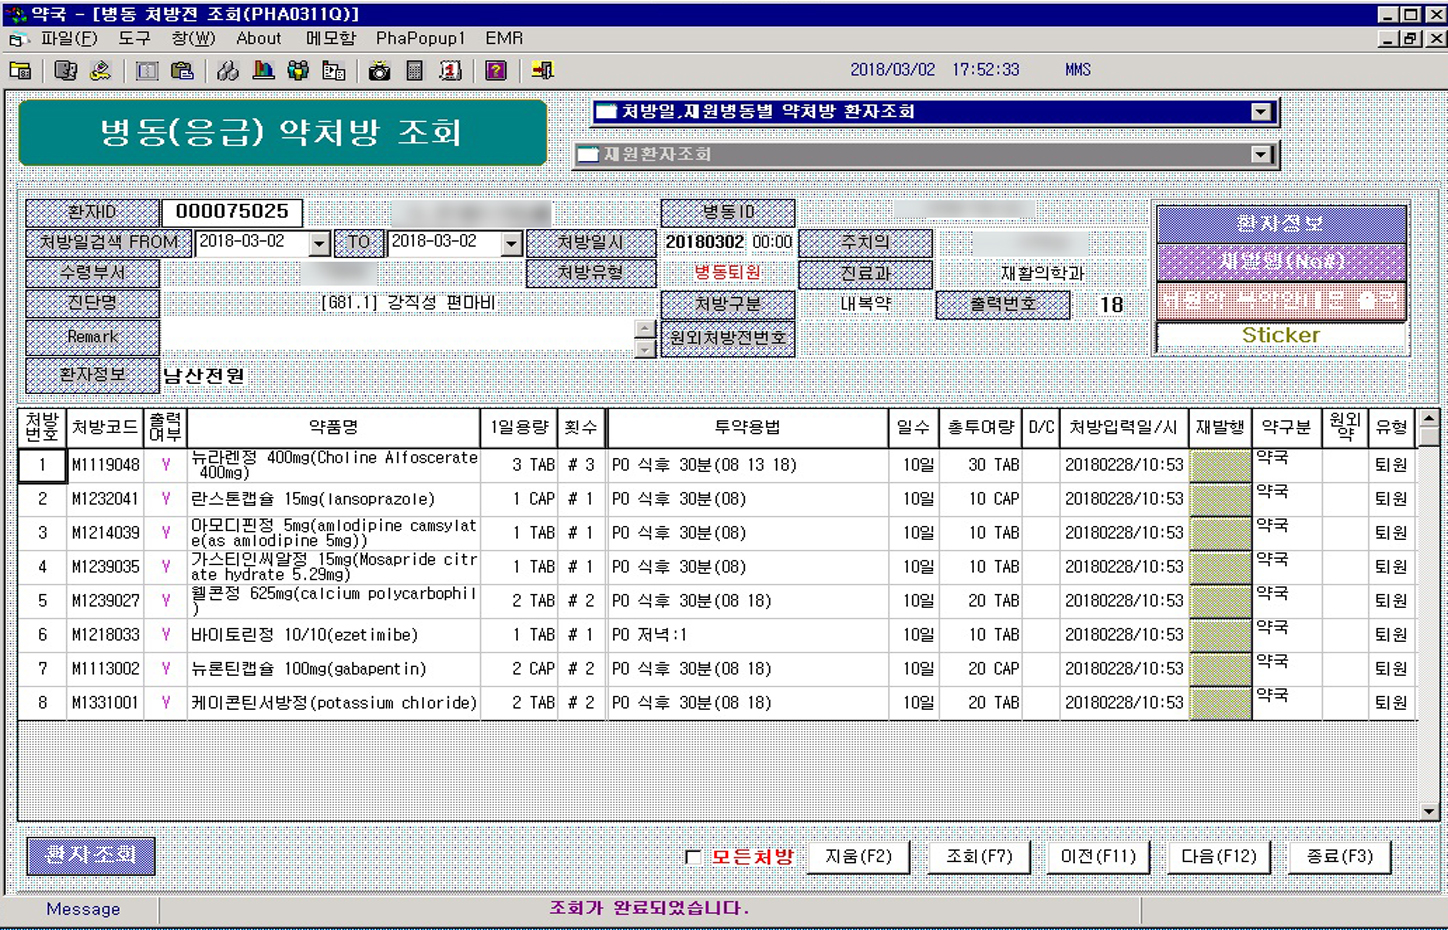 약국 - [병동 처방전 조회(PHA0311Q)]
파일(F) 도구 창(W) About 메모함 PhaPopup1 EMR
2018/03/02 17:52:33 MMS
병동(응급) 약처방 조회
처방일,재원병동별 약처방 환자조회
재원환자조회
환자ID 000075025 병동ID
처방일검색 FROM 2018-03-02 TO 2018-03-02 처방일시 20180302 00:00 주치의
수령부서 처방유형 병동퇴원 진료과 재활의학과
진단명 [G81.1] 강직성 편마비 처방구분 내복약 출력번호 18
Remark 원외처방전번호
환자정보 남산전원
환자정보
재발행(No#)
Sticker
처방번호 처방코드 출력여부 약품명 1일용량 횟수 투약용법 일수 총투여량 D/C 처방입력일/시 재발행 약구분 원외약 유형
1 M1119048 Y 뉴라렌정 400mg(Choline Alfoscerate 400mg) 3 TAB # 3 PO 식후 30분(08 13 18) 10일 30 TAB 20180228/10:53 약국 퇴원
2 M1232041 Y 란스톤캡슐 15mg(lansoprazole) 1 CAP # 1 PO 식후 30분(08) 10일 10 CAP 20180228/10:53 약국 퇴원
3 M1214039 Y 아모디핀정 5mg(amlodipine camsylate(as amlodipine 5mg)) 1 TAB # 1 PO 식후 30분(08) 10일 10 TAB 20180228/10:53 약국 퇴원
4 M1239035 Y 가스티인씨알정 15mg(Mosapride citrate hydrate 5.29mg) 1 TAB # 1 PO 식후 30분(08) 10일 10 TAB 20180228/10:53 약국 퇴원
5 M1239027 Y 웰콘정 625mg(calcium polycarbophil) 2 TAB # 2 PO 식후 30분(08 18) 10일 20 TAB 20180228/10:53 약국 퇴원
6 M1218033 Y 바이토린정 10/10(ezetimibe) 1 TAB # 1 PO 저녁:1 10일 10 TAB 20180228/10:53 약국 퇴원
7 M1113002 Y 뉴론틴캡슐 100mg(gabapentin) 2 CAP # 2 PO 식후 30분(08 18) 10일 20 CAP 20180228/10:53 약국 퇴원
8 M1331001 Y 케이콘틴서방정(potassium chloride) 2 TAB # 2 PO 식후 30분(08 18) 10일 20 TAB 20180228/10:53 약국 퇴원
환자조회 모든처방 지움(F2) 조회(F7) 이전(F11) 다음(F12) 종료(F3)
Message 조회가 완료되었습니다.